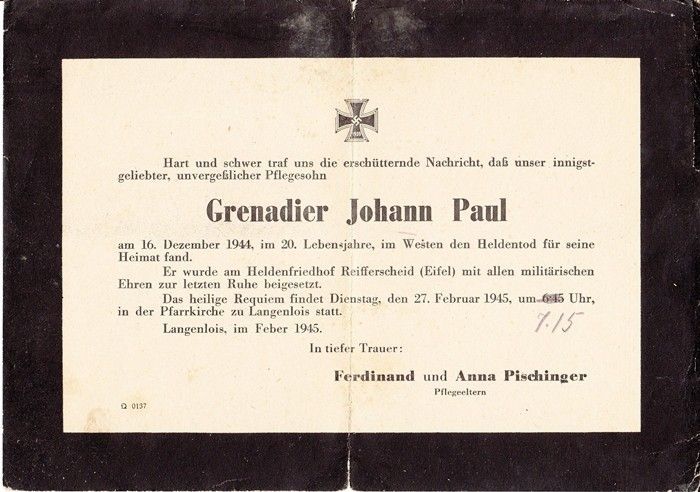 Hart und schwer traf uns die erschütternde Nachricht, daß unser innigst-
geliebter, unvergeßlicher Pflegesohn
Grenadier Johann Paul
am 16. Dezember 1944, im 20. Lebensjahre, im Westen den Heldentod für seine
Heimat fand.
Er wurde am Heldenfriedhof Reifferscheid (Eifel) mit allen militärischen
Ehren zur letzten Ruhe beigesetzt.
Das heilige Requiem findet Dienstag, den 27. Februar 1945, um 6·45 Uhr,
7.15
in der Pfarrkirche zu Langenlois statt.
Langenlois, im Feber 1945.
In tiefer Trauer:
Ferdinand und Anna Pischinger
Pflegeeltern
Ω 0137